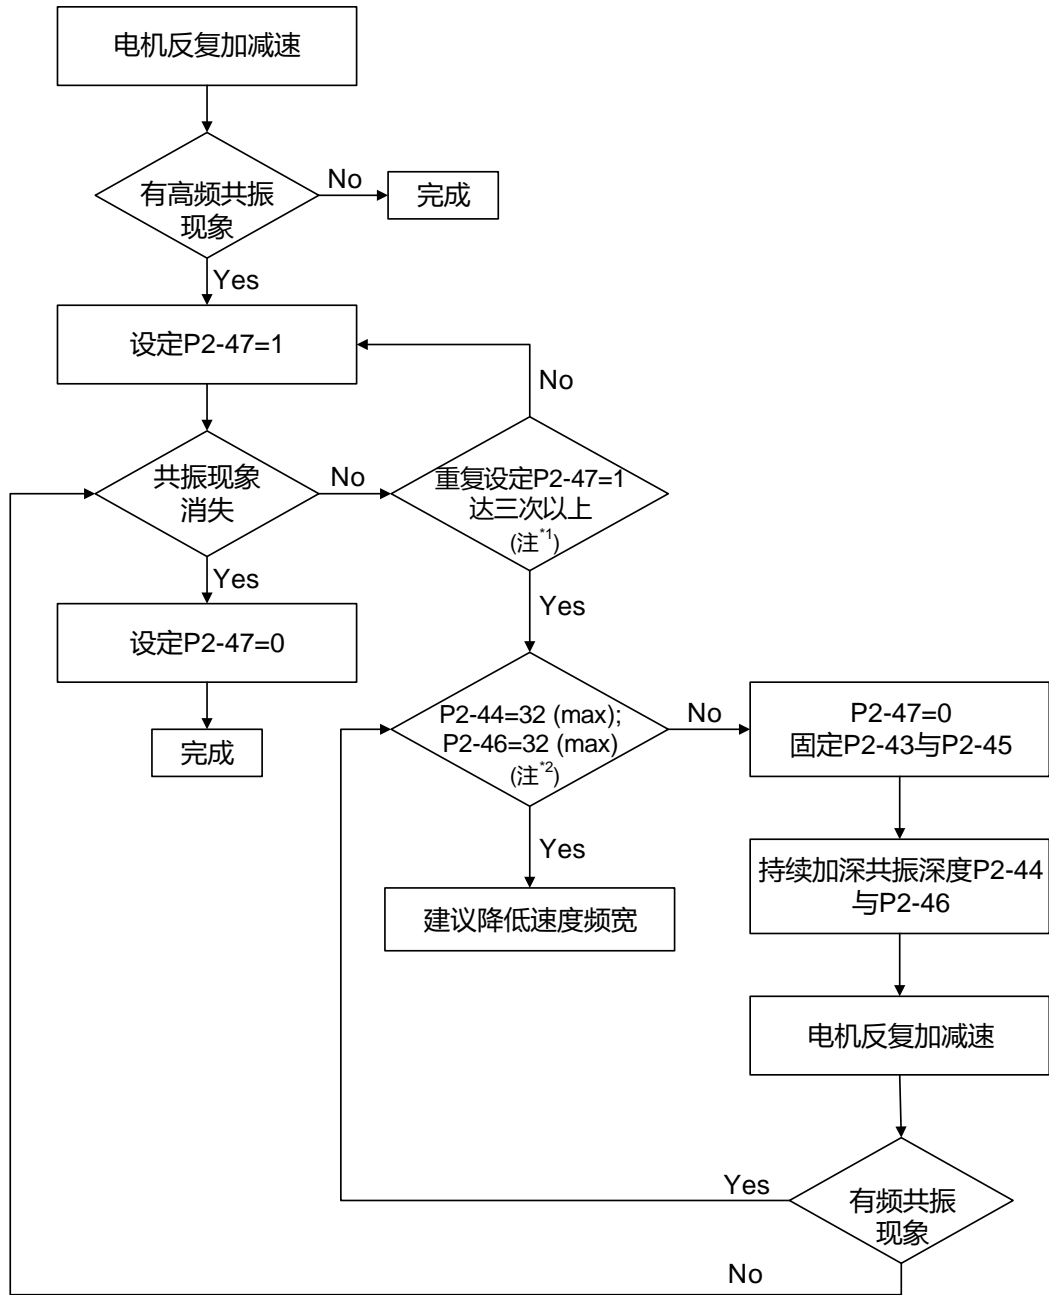 电机反复加减速
有高频共振
现象
No
完成
Yes
设定P2-47=1
No
共振现象
消失
No
重复设定P2-47=1
达三次以上
(注*1)
Yes
Yes
设定P2-47=0
完成
P2-44=32 (max);
P2-46=32 (max)
(注*2)
No
P2-47=0
固定P2-43与P2-45
Yes
建议降低速度频宽
持续加深共振深度P2-44
与P2-46
电机反复加减速
Yes
有频共振
现象
No